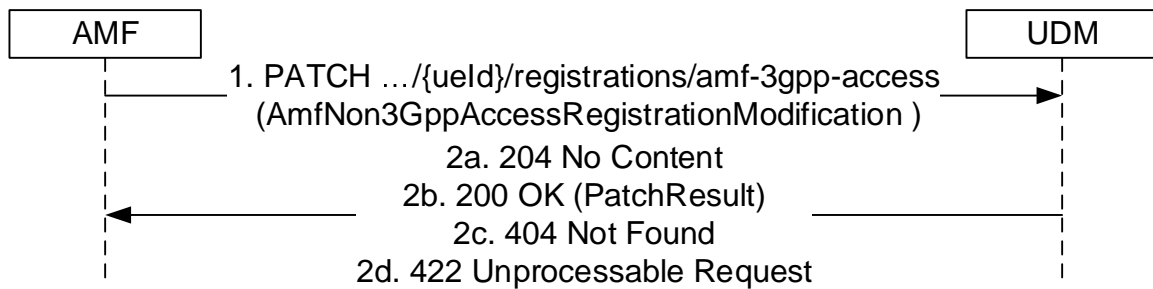 AMF
UDM
1. PATCH …/{ueId}/registrations/amf-3gpp-access
(AmfNon3GppAccessRegistrationModification )
2a. 204 No Content
2b. 200 OK (PatchResult)
2c. 404 Not Found
2d. 422 Unprocessable Request